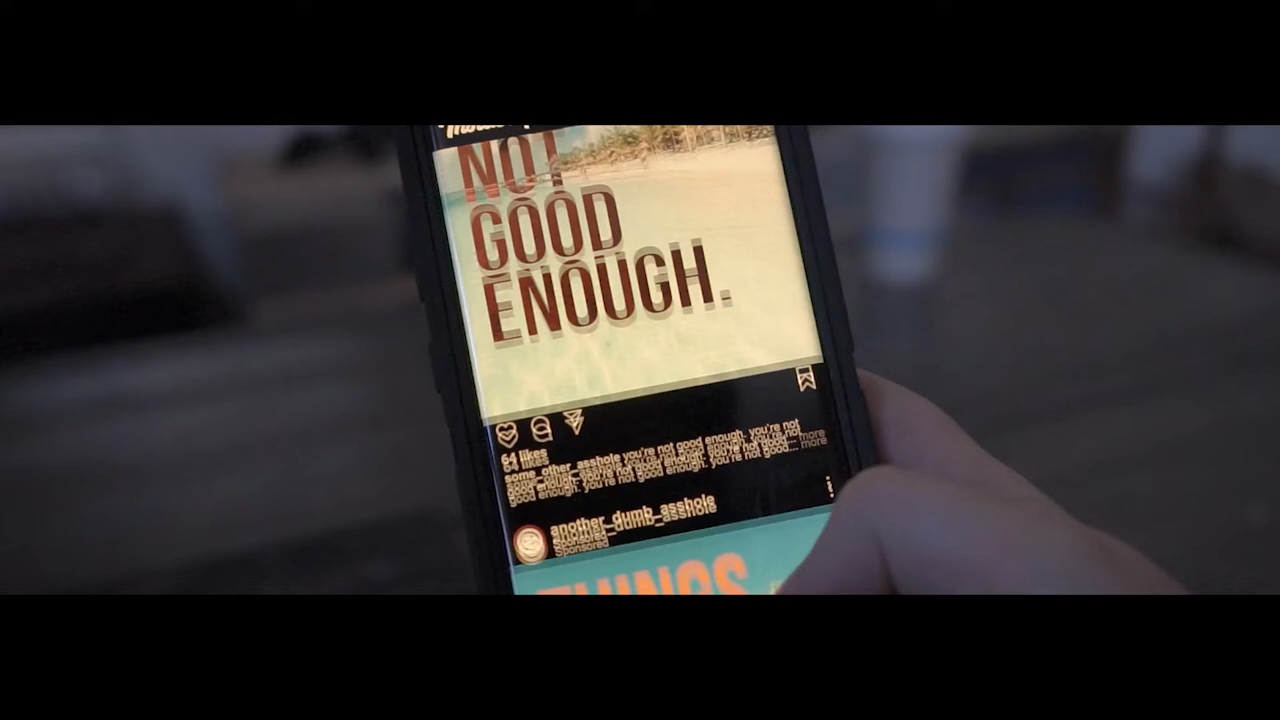 NOT
GOOD
ENOUGH.
64 likes
some_other_asshole you're not good enough. you're not
good enough. you're not good enough. you're not good... more
another_dumb_asshole
Sponsored
THINGS